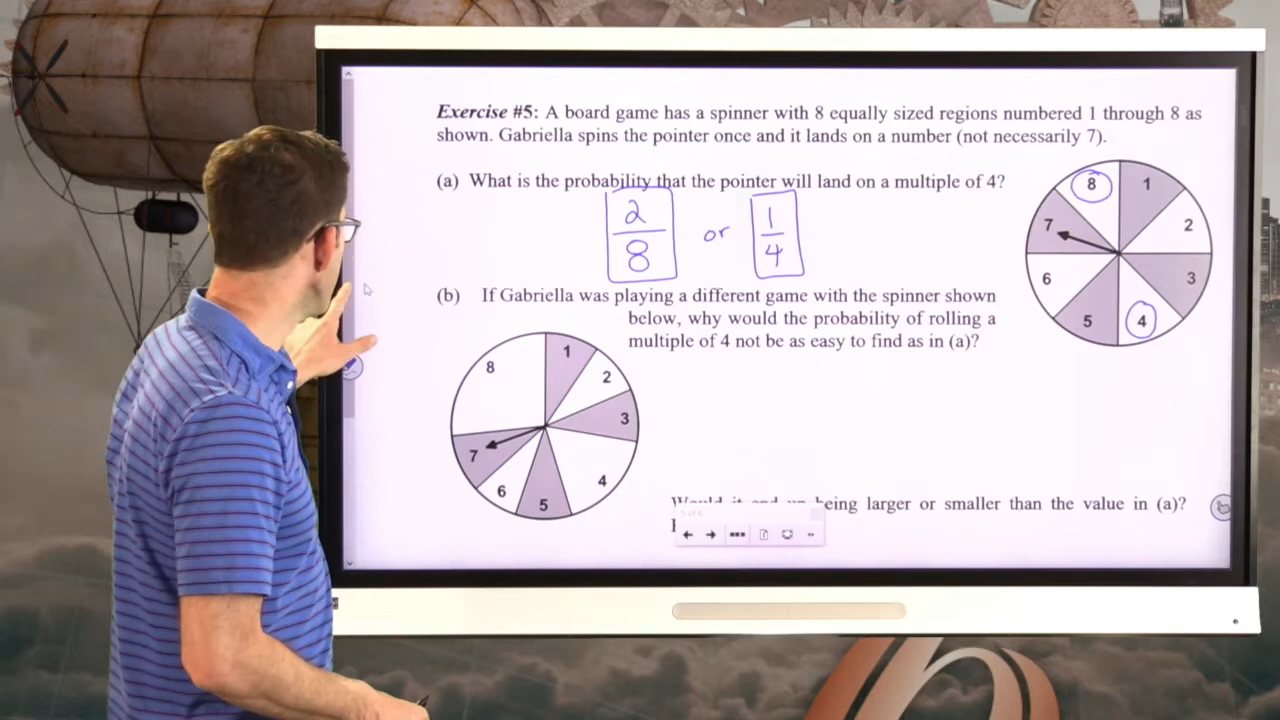 Exercise #5: A board game has a spinner with 8 equally sized regions numbered 1 through 8 as
shown. Gabriella spins the pointer once and it lands on a number (not necessarily 7).
(a) What is the probability that the pointer will land on a multiple of 4?
2
8
or
1
4
8
1
7
2
6
3
5
4
(b) If Gabriella was playing a different game with the spinner shown
below, why would the probability of rolling a
multiple of 4 not be as easy to find as in (a)?
8
1
2
3
7
4
6
5
being larger or smaller than the value in (a)?